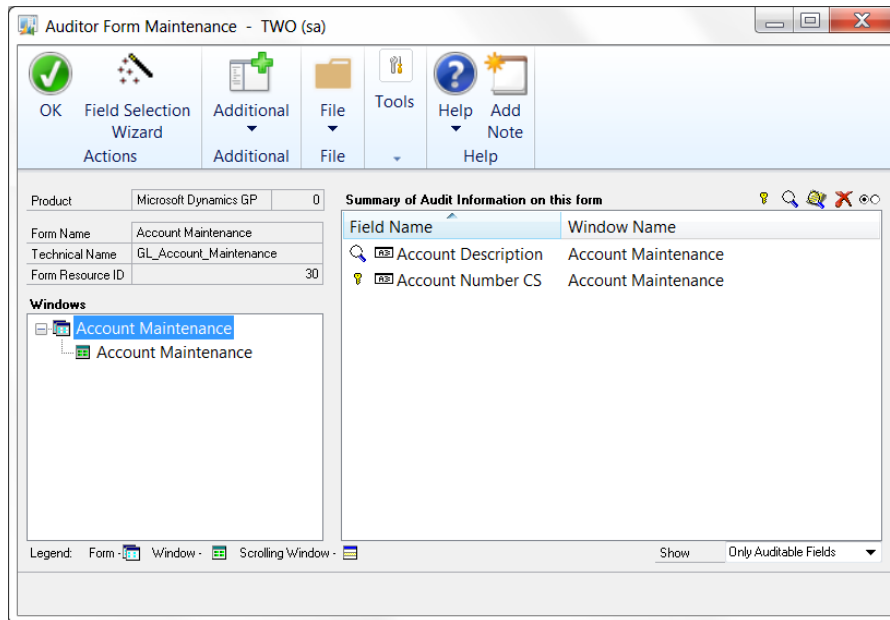 Auditor Form Maintenance  -  TWO (sa)
OK
Field Selection
Wizard
Additional
File
Tools
Help
Add
Note
Actions
Additional
File
Help
Product
Microsoft Dynamics GP
0
Form Name
Account Maintenance
Technical Name
GL_Account_Maintenance
Form Resource ID
30
Windows
Account Maintenance
Account Maintenance
Summary of Audit Information on this form
Field Name
Window Name
Account Description
Account Maintenance
Account Number CS
Account Maintenance
Legend:  Form -  Window -  Scrolling Window -
Show
Only Auditable Fields